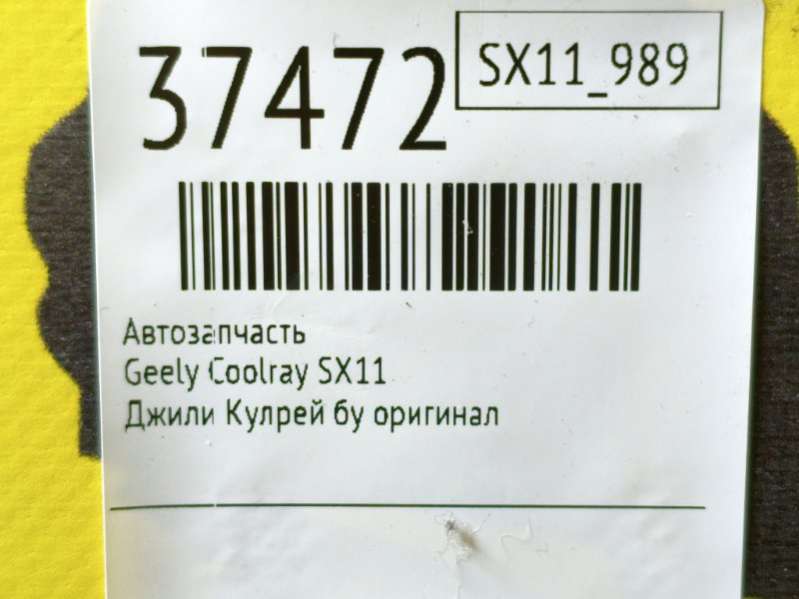 37472
SX11_989
Автозапчасть
Geely Coolray SX11
Джили Кулрей бу оригинал